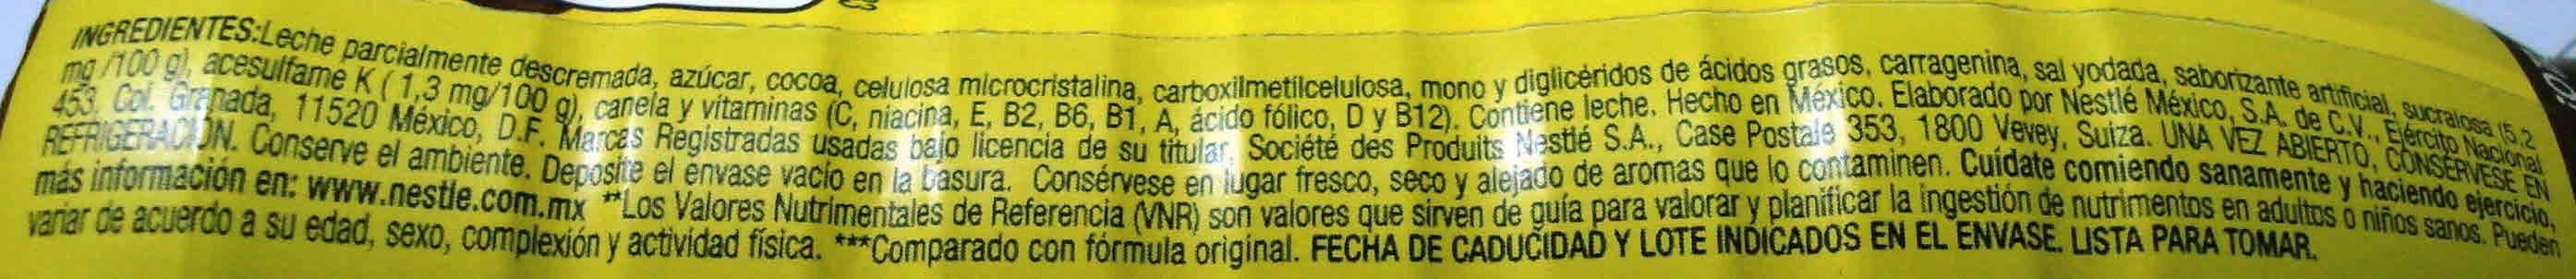 INGREDIENTES:Leche parcialmente descremada, azúcar, cocoa, celulosa microcristalina, carboximetilcelulosa, mono y diglicéridos de ácidos grasos, carragenina, sal yodada, saborizante artificial, sucralosa (5,2
mg /100 g), acesulfame K ( 1,3 mg/100 g), canela y vitaminas (C, niacina, E, B2, B6, B1, A, ácido fólico, D y B12). Contiene leche. Hecho en México. Elaborado por Nestlé México, S.A. de C.V., Ejército Nacional
453. Col. Granada, 11520 México, D.F. Marcas Registradas usadas bajo licencia de su titular, Société des Produits Nestlé S.A., Case Postale 353, 1800 Vevey, Suiza. UNA VEZ ABIERTO, CONSÉRVESE EN
REFRIGERACIÓN. Conserve el ambiente. Deposite el envase vacío en la basura. Consérvese en lugar fresco, seco y alejado de aromas que lo contaminen. Cuídate comiendo sanamente y haciendo ejercicio,
más información en: www.nestle.com.mx **Los Valores Nutrimentales de Referencia (VNR) son valores que sirven de guía para valorar y planificar la ingestión de nutrimentos en adultos o niños sanos. Pueden
variar de acuerdo a su edad, sexo, complexión y actividad física. ***Comparado con fórmula original. FECHA DE CADUCIDAD Y LOTE INDICADOS EN EL ENVASE. LISTA PARA TOMAR.